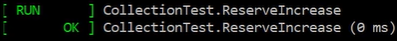 [ RUN      ] CollectionTest.ReserveIncrease
[       OK ] CollectionTest.ReserveIncrease (0 ms)